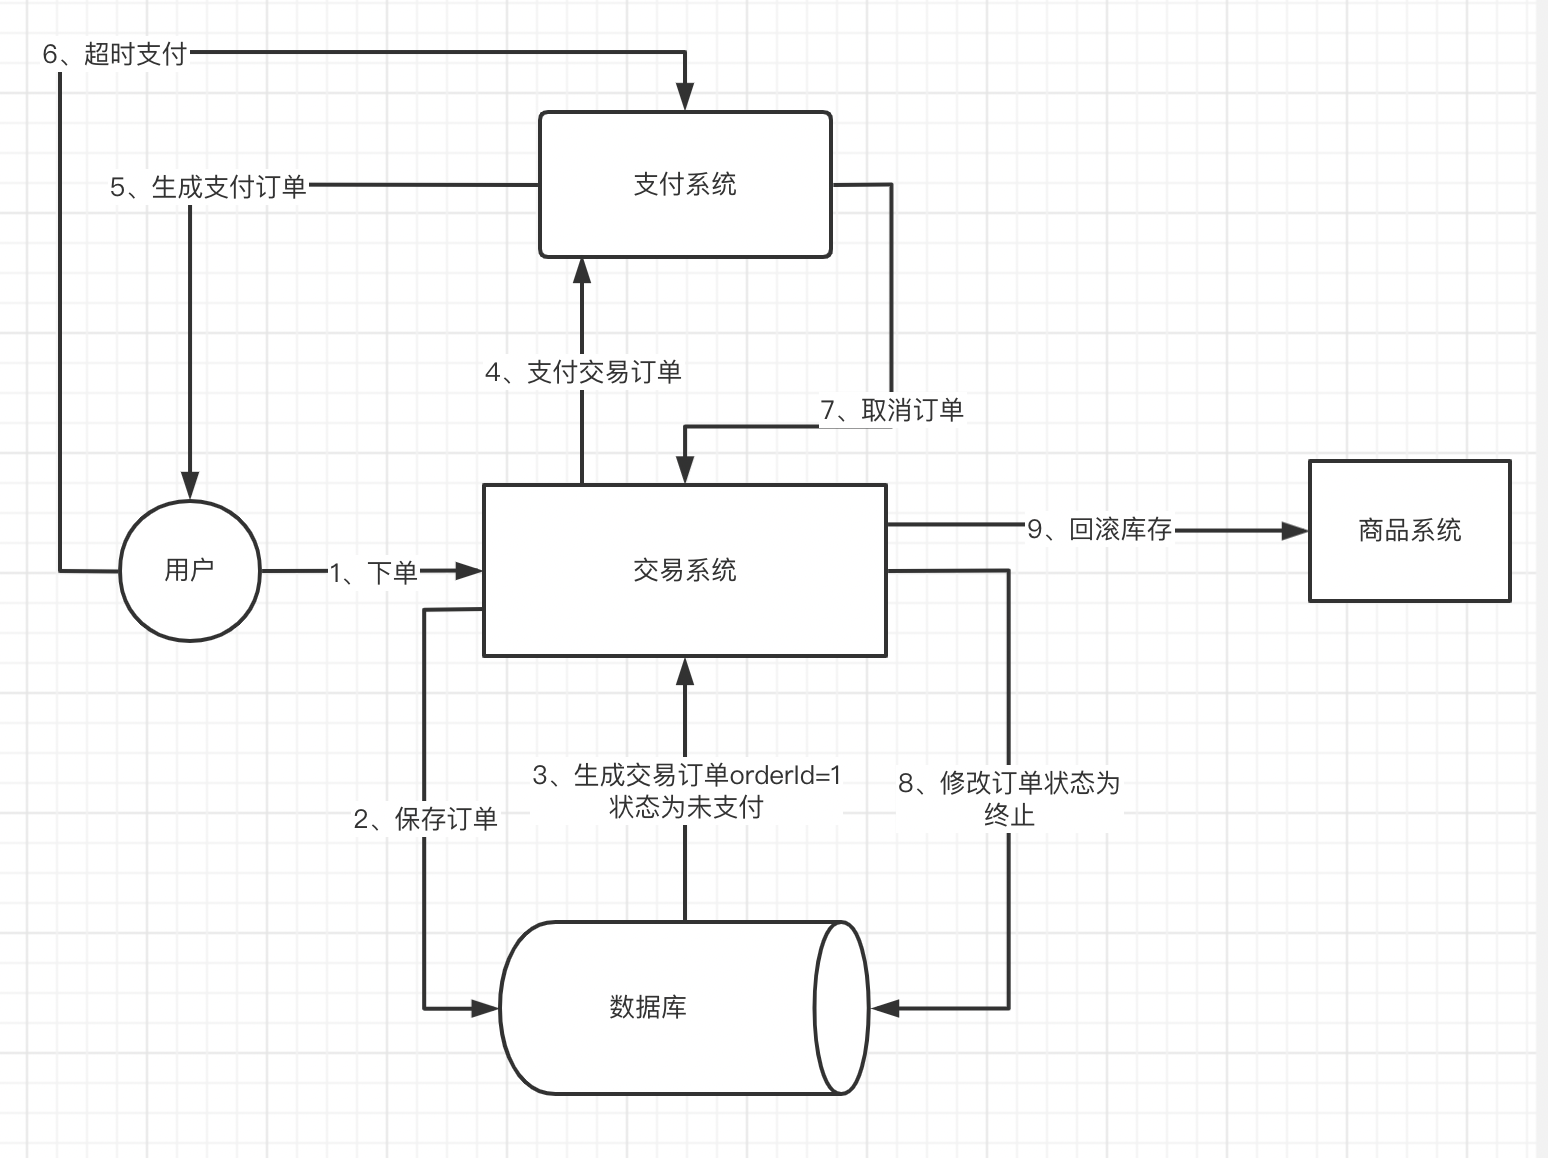 6、超时支付
5、生成支付订单
支付系统
4、支付交易订单
7、取消订单
用户
1、下单
交易系统
9、回滚库存
商品系统
2、保存订单
3、生成交易订单orderId=1
状态为未支付
8、修改订单状态为
终止
数据库